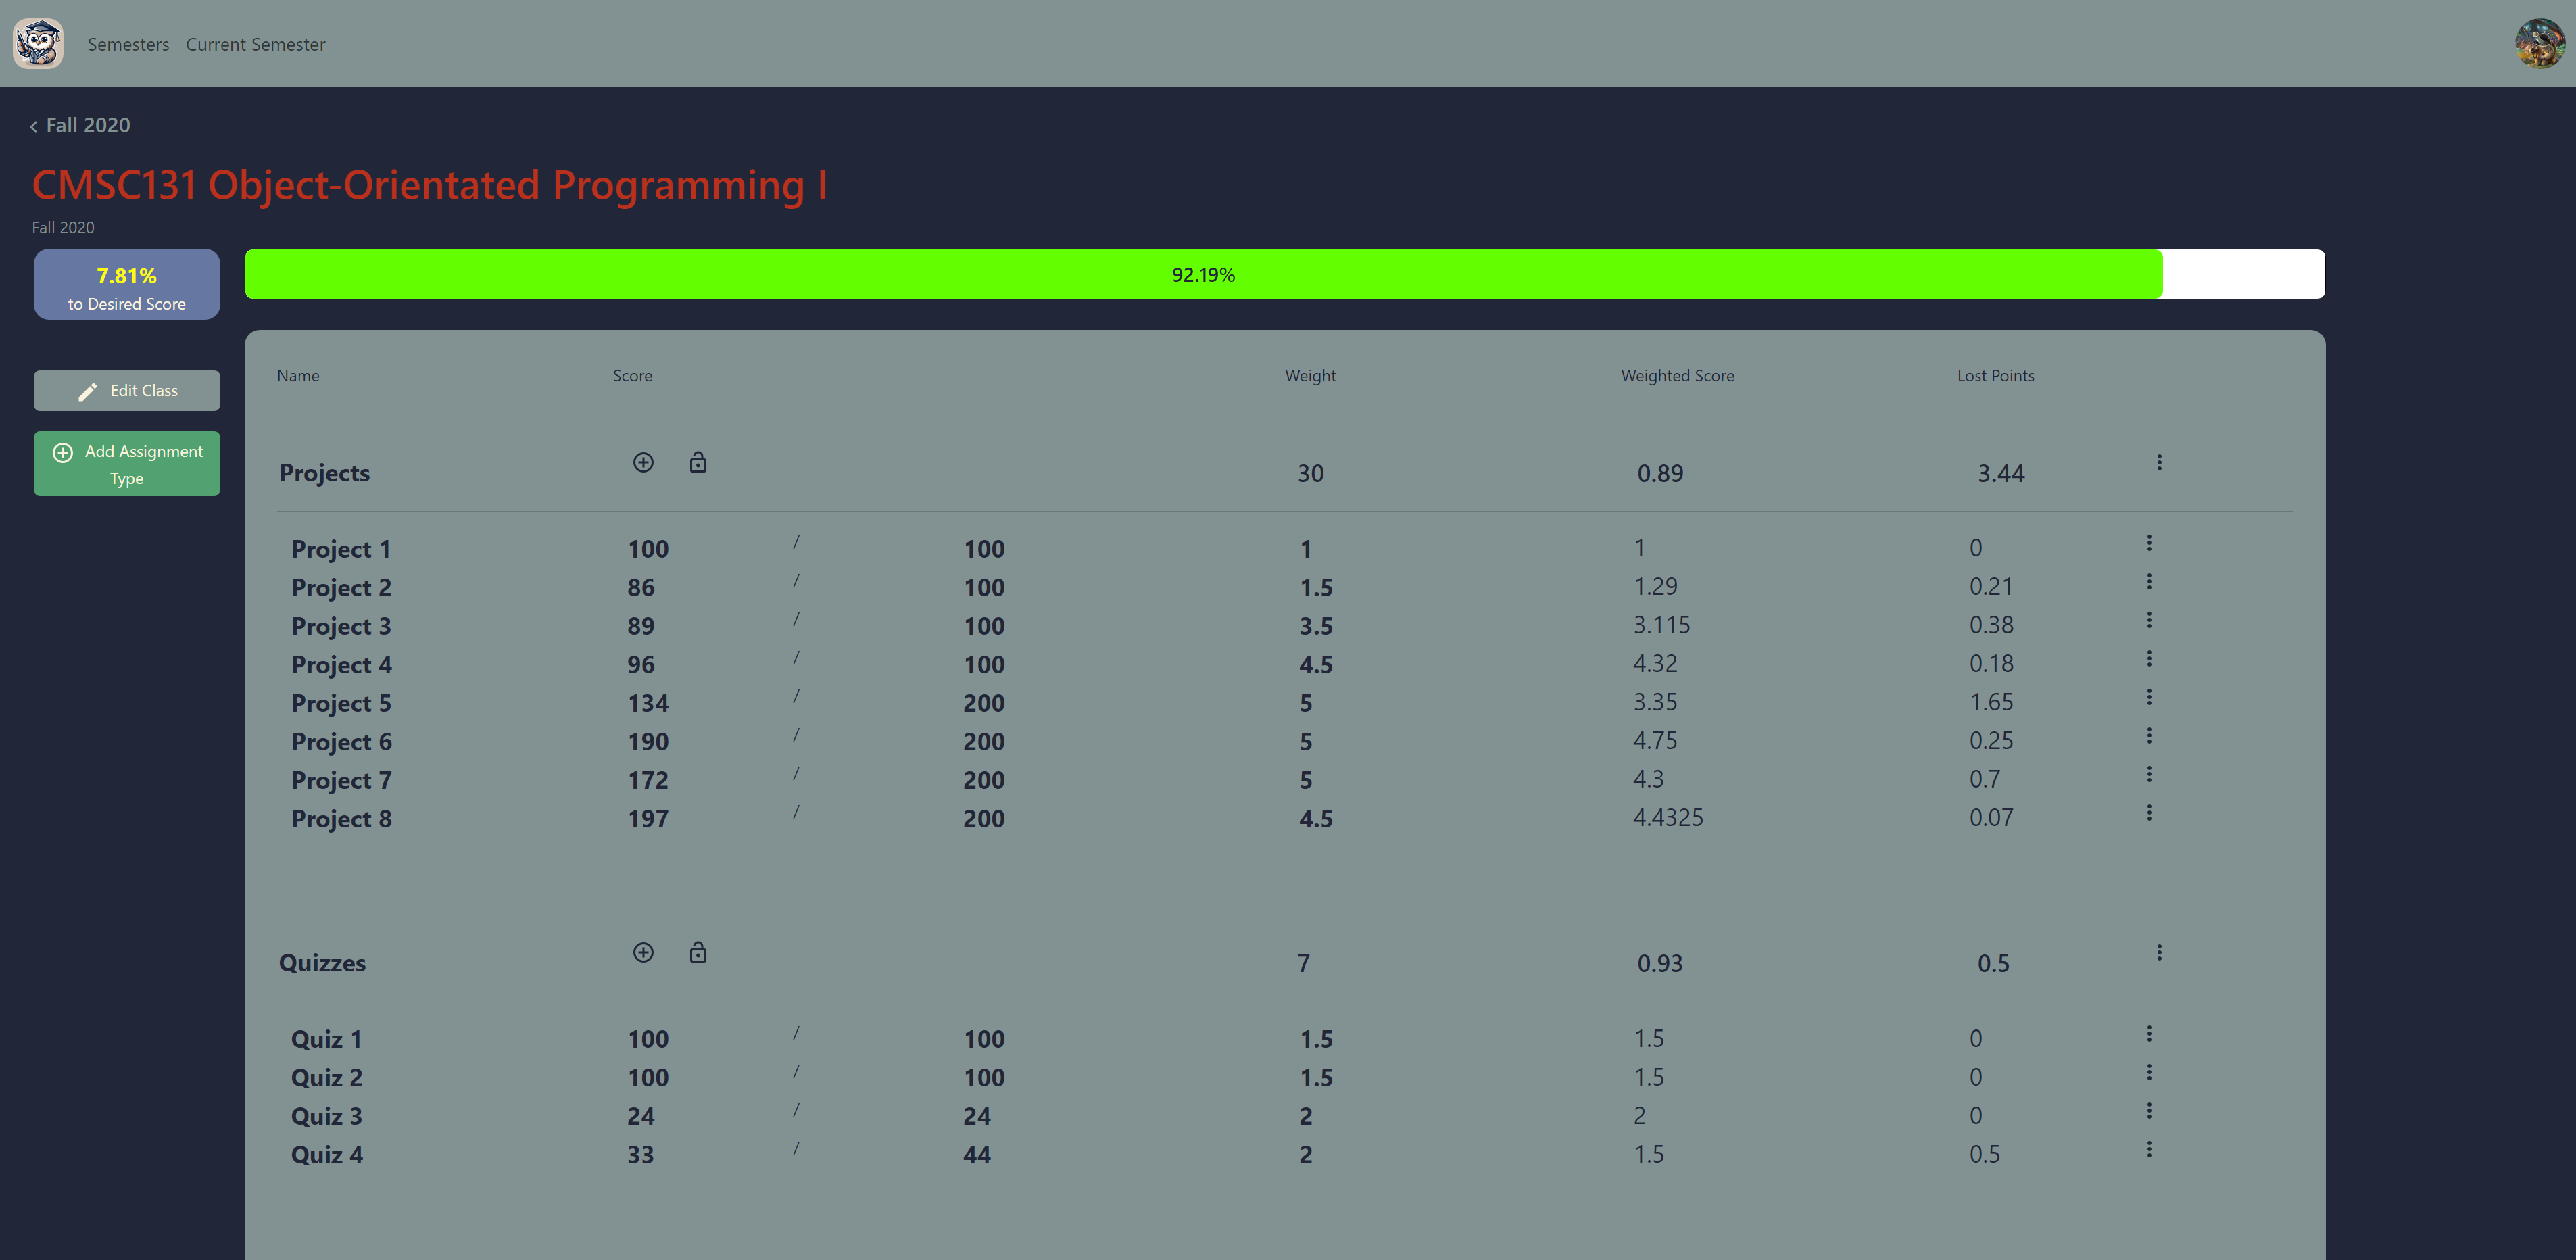 Semesters Current Semester
‹ Fall 2020
CMSC131 Object-Orientated Programming I
Fall 2020
7.81%
to Desired Score
92.19%
Edit Class
Add Assignment
Type
Name Score Weight Weighted Score Lost Points
Projects 30 0.89 3.44
Project 1 100 / 100 1 1 0
Project 2 86 / 100 1.5 1.29 0.21
Project 3 89 / 100 3.5 3.115 0.38
Project 4 96 / 100 4.5 4.32 0.18
Project 5 134 / 200 5 3.35 1.65
Project 6 190 / 200 5 4.75 0.25
Project 7 172 / 200 5 4.3 0.7
Project 8 197 / 200 4.5 4.4325 0.07
Quizzes 7 0.93 0.5
Quiz 1 100 / 100 1.5 1.5 0
Quiz 2 100 / 100 1.5 1.5 0
Quiz 3 24 / 24 2 2 0
Quiz 4 33 / 44 2 1.5 0.5